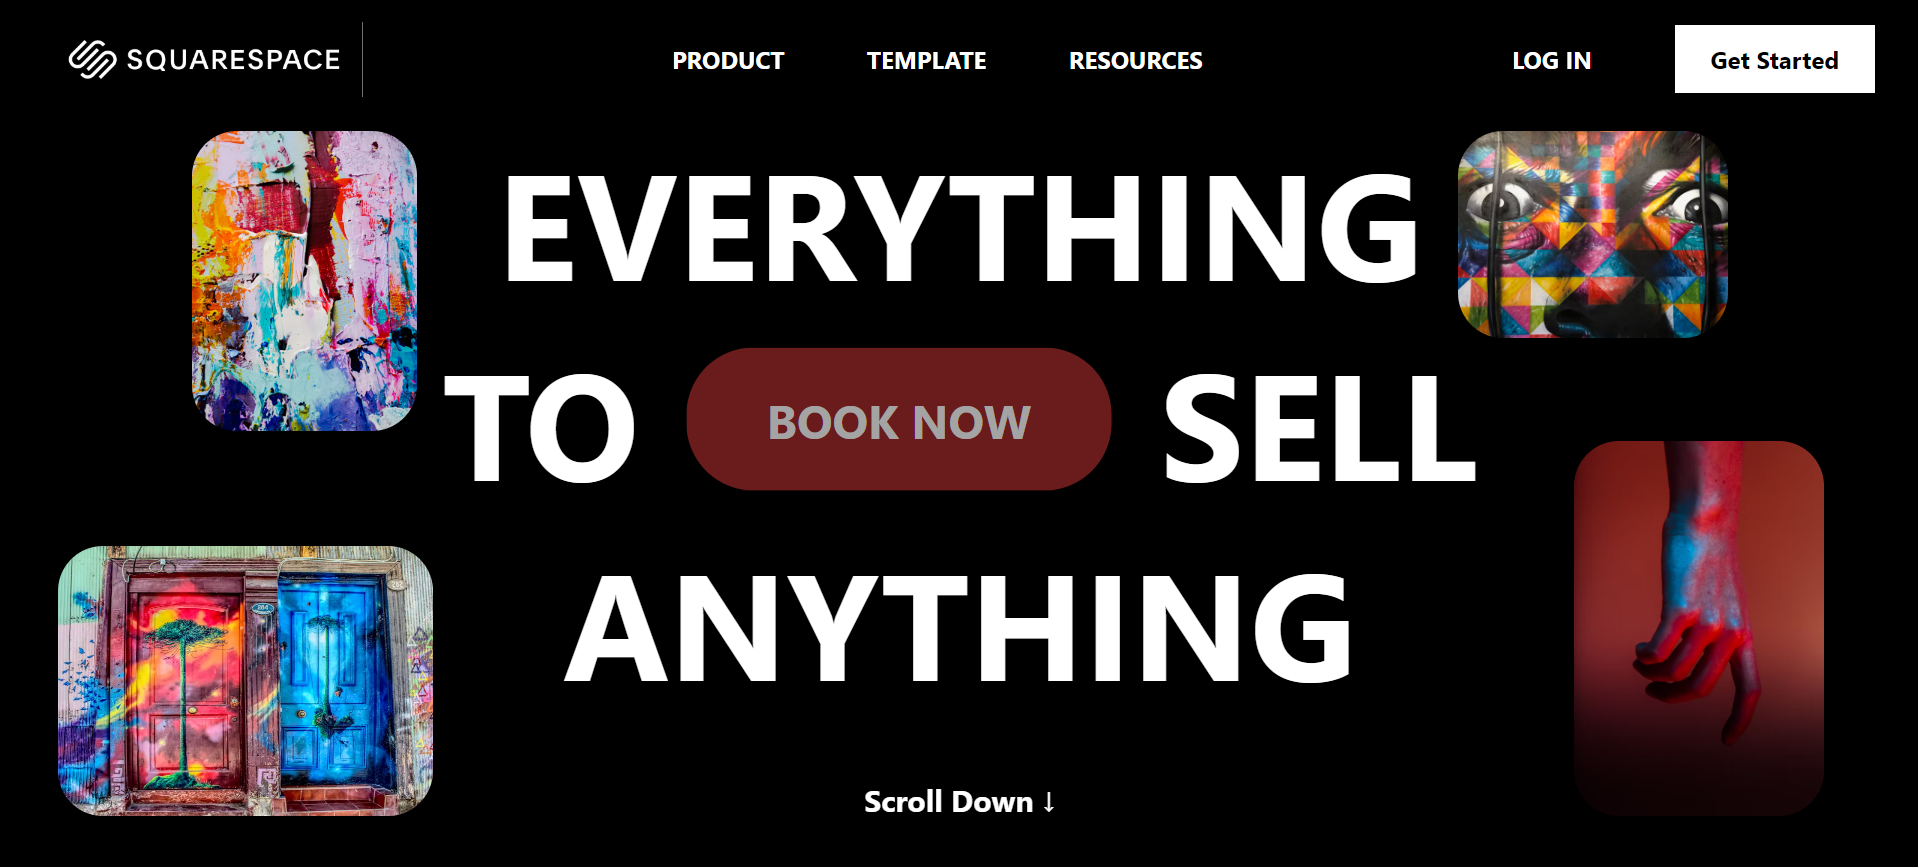 SQUARESPACE
PRODUCT TEMPLATE RESOURCES
LOG IN
Get Started
EVERYTHING
TO BOOK NOW SELL
ANYTHING
Scroll Down ↓